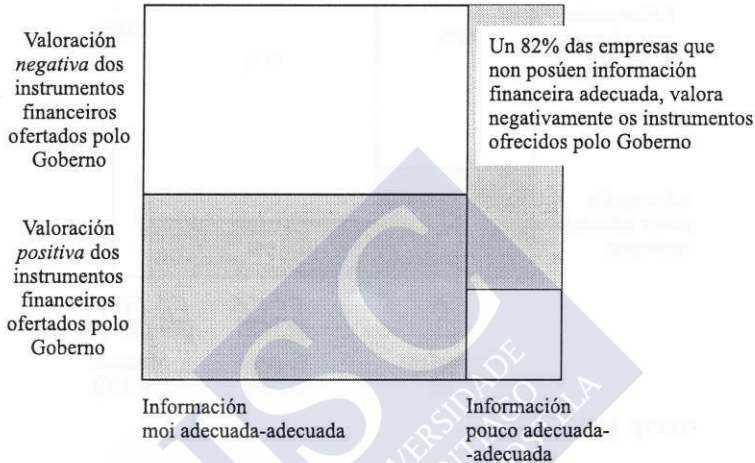 Valoración
negativa dos
instrumentos
financeiros
ofertados polo
Goberno
Un 82% das empresas que
non posúen información
financeira adecuada, valora
negativamente os instrumentos
ofrecidos polo Goberno
Valoración
positiva dos
instrumentos
financeiros
ofertados polo
Goberno
Información
moi adecuada-adecuada
Información
pouco adecuada-
-adecuada
USC